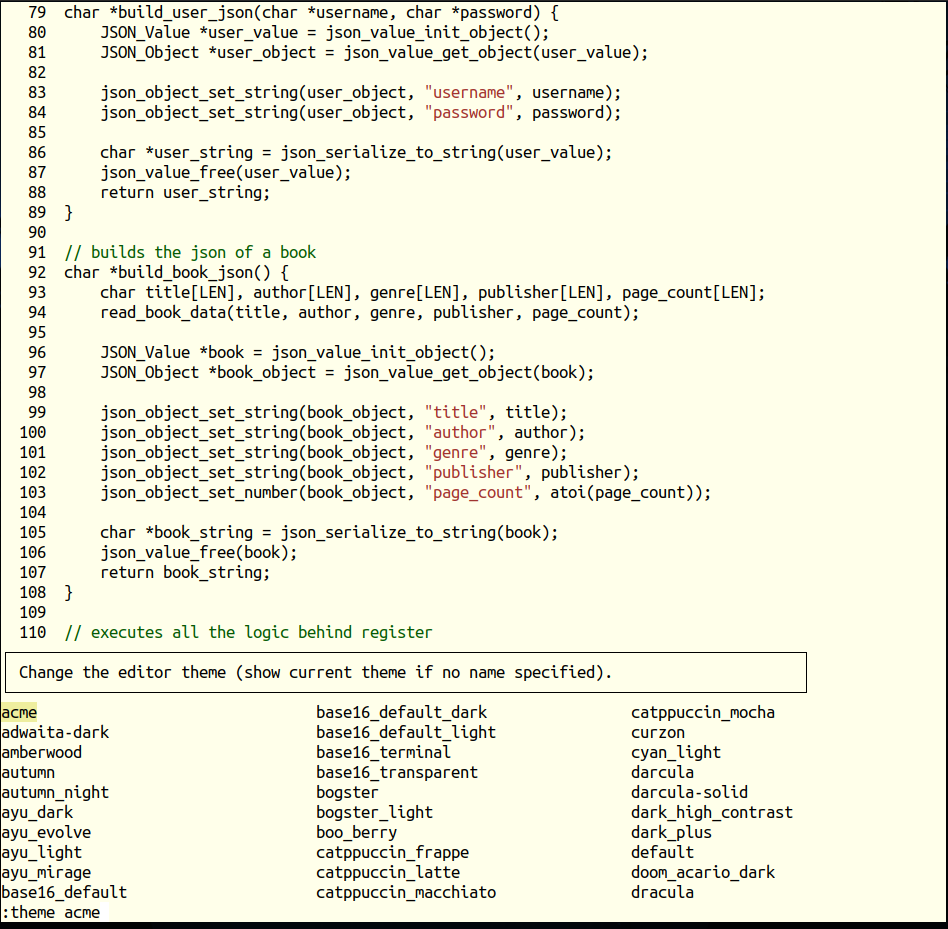 79 char *build_user_json(char *username, char *password) {
80     JSON_Value *user_value = json_value_init_object();
81     JSON_Object *user_object = json_value_get_object(user_value);
82
83     json_object_set_string(user_object, "username", username);
84     json_object_set_string(user_object, "password", password);
85
86     char *user_string = json_serialize_to_string(user_value);
87     json_value_free(user_value);
88     return user_string;
89 }
90
91 // builds the json of a book
92 char *build_book_json() {
93     char title[LEN], author[LEN], genre[LEN], publisher[LEN], page_count[LEN];
94     read_book_data(title, author, genre, publisher, page_count);
95
96     JSON_Value *book = json_value_init_object();
97     JSON_Object *book_object = json_value_get_object(book);
98
99     json_object_set_string(book_object, "title", title);
100     json_object_set_string(book_object, "author", author);
101     json_object_set_string(book_object, "genre", genre);
102     json_object_set_string(book_object, "publisher", publisher);
103     json_object_set_number(book_object, "page_count", atoi(page_count));
104
105     char *book_string = json_serialize_to_string(book);
106     json_value_free(book);
107     return book_string;
108 }
109
110 // executes all the logic behind register
Change the editor theme (show current theme if no name specified).
acme base16_default_dark catppuccin_mocha
adwaita-dark base16_default_light curzon
amberwood base16_terminal cyan_light
autumn base16_transparent darcula
autumn_night bogster darcula-solid
ayu_dark bogster_light dark_high_contrast
ayu_evolve boo_berry dark_plus
ayu_light catppuccin_frappe default
ayu_mirage catppuccin_latte doom_acario_dark
base16_default catppuccin_macchiato dracula
:theme acme